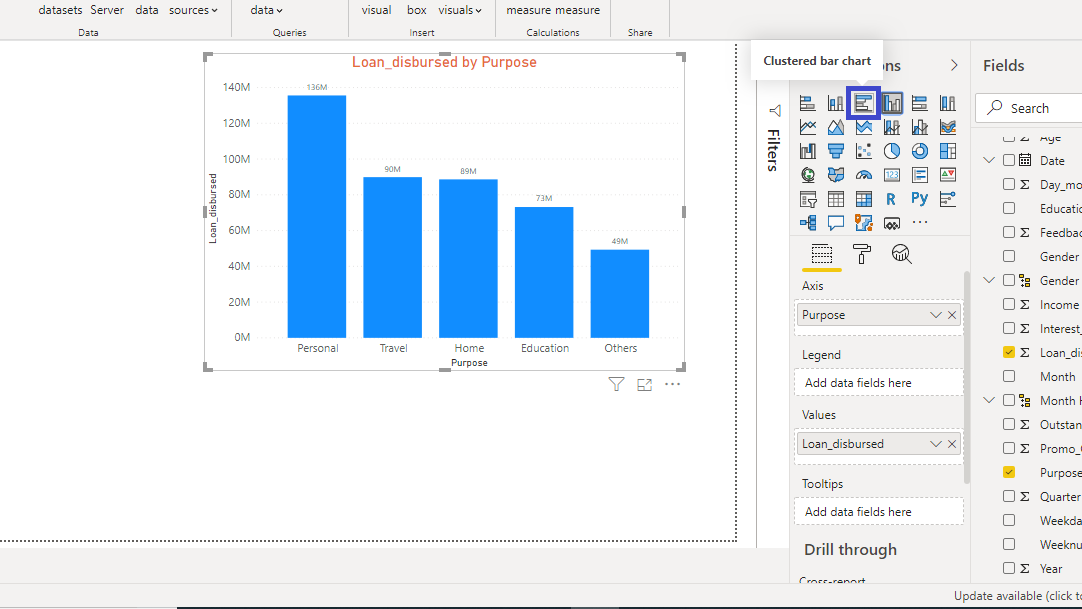 datasets Server data sources data visual box visuals measure measure
Data Queries Insert Calculations Share
Loan_disbursed by Purpose
Loan_disbursed
140M
120M
100M
80M
60M
40M
20M
0M
136M
90M
89M
73M
49M
Personal Travel Home Education Others
Purpose
Filters
Clustered bar chart
ons
123
R Py
Axis
Purpose
Legend
Add data fields here
Values
Loan_disbursed
Tooltips
Add data fields here
Drill through
Cross-report
Fields
Search
Age
Date
Day_mo
Educatio
Feedbac
Gender
Gender
Income
Interest_
Loan_dis
Month
Month H
Outstan
Promo_
Purpose
Quarter
Weekda
Weeknu
Year
Update available (click to